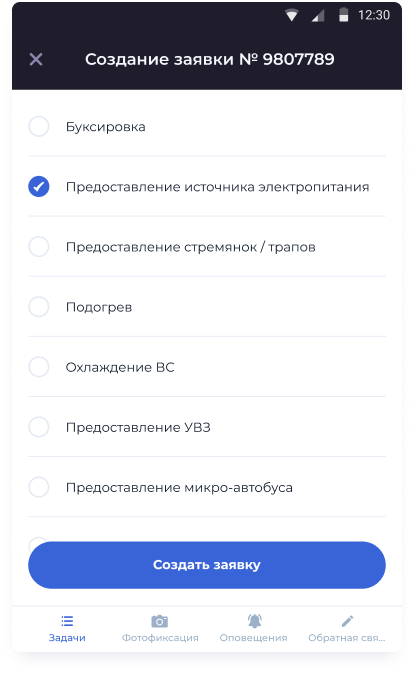 12:30
Создание заявки № 9807789
Буксировка
Предоставление источника электропитания
Предоставление стремянок / трапов
Подогрев
Охлаждение ВС
Предоставление УВЗ
Предоставление микро-автобуса
Создать заявку
Задачи Фотофиксация Оповещения Обратная свя...